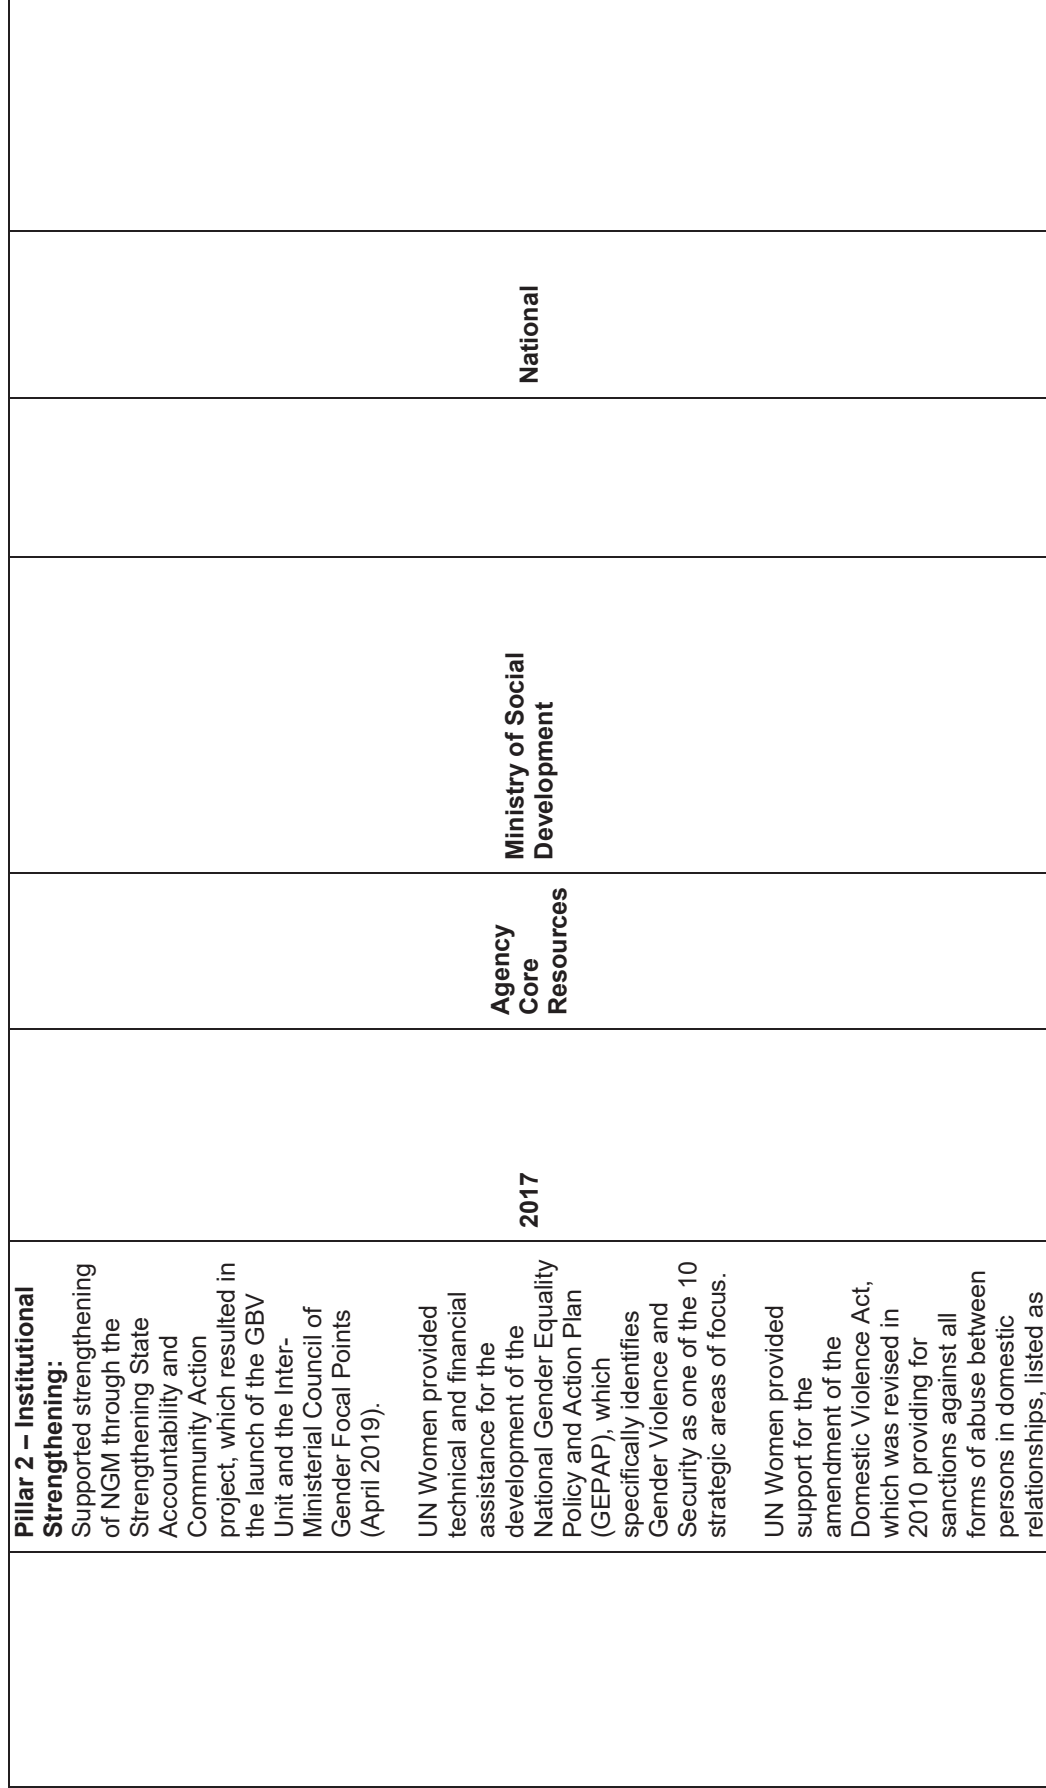 Pillar 2 – Institutional
Strengthening:
Supported strengthening
of NGM through the
Strengthening State
Accountability and
Community Action
project, which resulted in
the launch of the GBV
Unit and the Inter-
Ministerial Council of
Gender Focal Points
(April 2019).
UN Women provided
technical and financial
assistance for the
development of the
National Gender Equality
Policy and Action Plan
(GEPAP), which
specifically identifies
Gender Violence and
Security as one of the 10
strategic areas of focus.
UN Women provided
support for the
amendment of the
Domestic Violence Act,
which was revised in
2010 providing for
sanctions against all
forms of abuse between
persons in domestic
relationships, listed as
2017
Agency
Core
Resources
Ministry of Social
Development
National